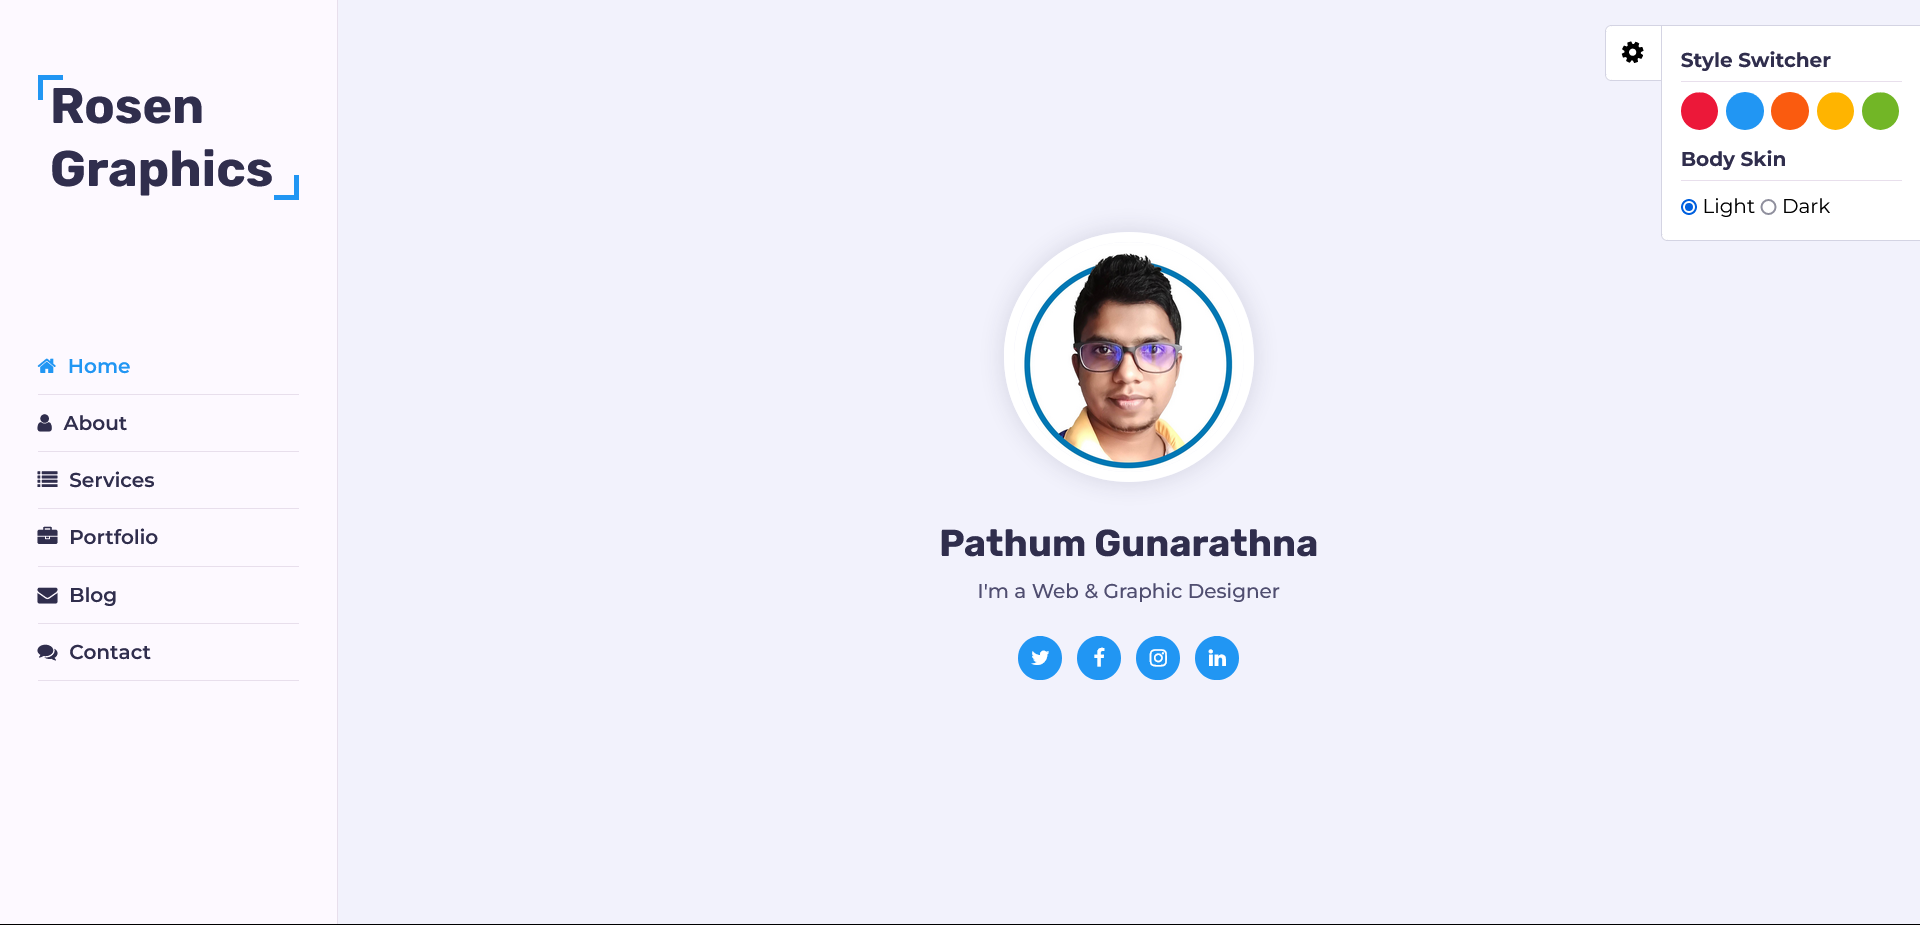 Rosen
Graphics
Home
About
Services
Portfolio
Blog
Contact
Pathum Gunarathna
I'm a Web & Graphic Designer
Style Switcher
Body Skin
Light Dark